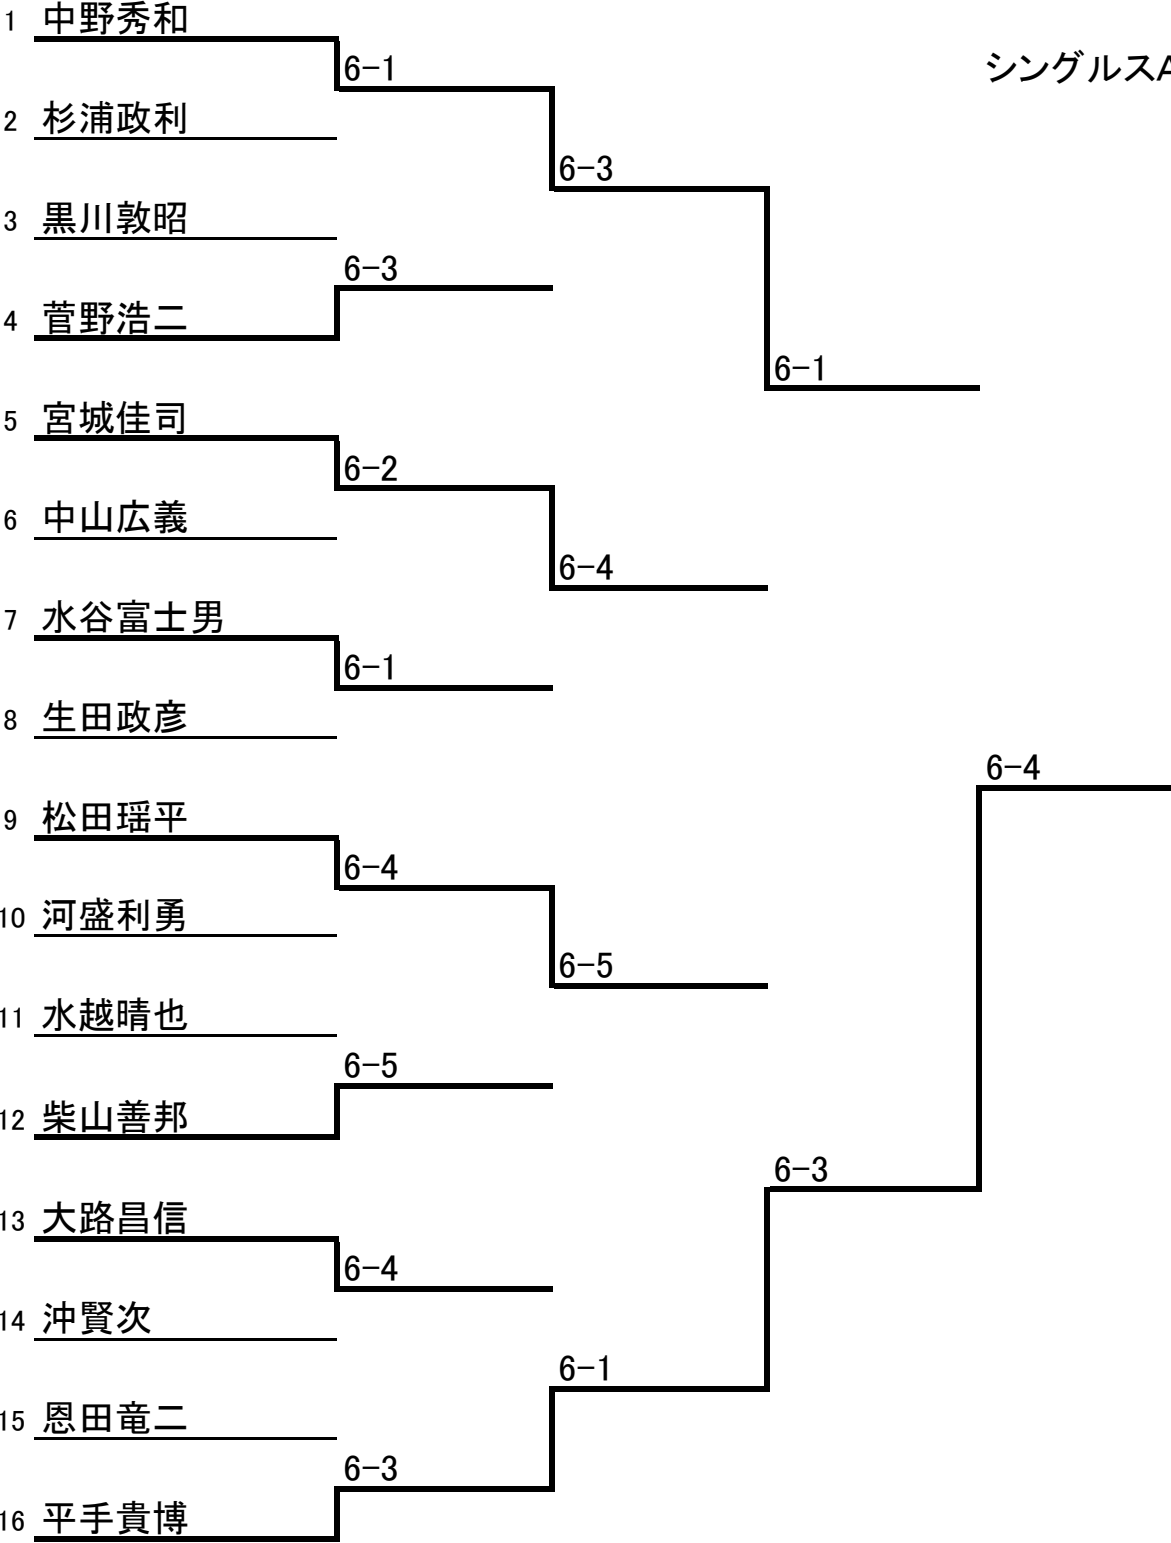 1 中野秀和
6-1
シングルスA
2 杉浦政利
6-3
3 黒川敦昭
6-3
4 菅野浩二
6-1
5 宮城佳司
6-2
6 中山広義
6-4
7 水谷富士男
6-1
8 生田政彦
6-4
9 松田瑶平
6-4
10 河盛利勇
6-5
11 水越晴也
6-5
12 柴山善邦
6-3
13 大路昌信
6-4
14 沖賢次
6-1
15 恩田竜二
6-3
16 平手貴博